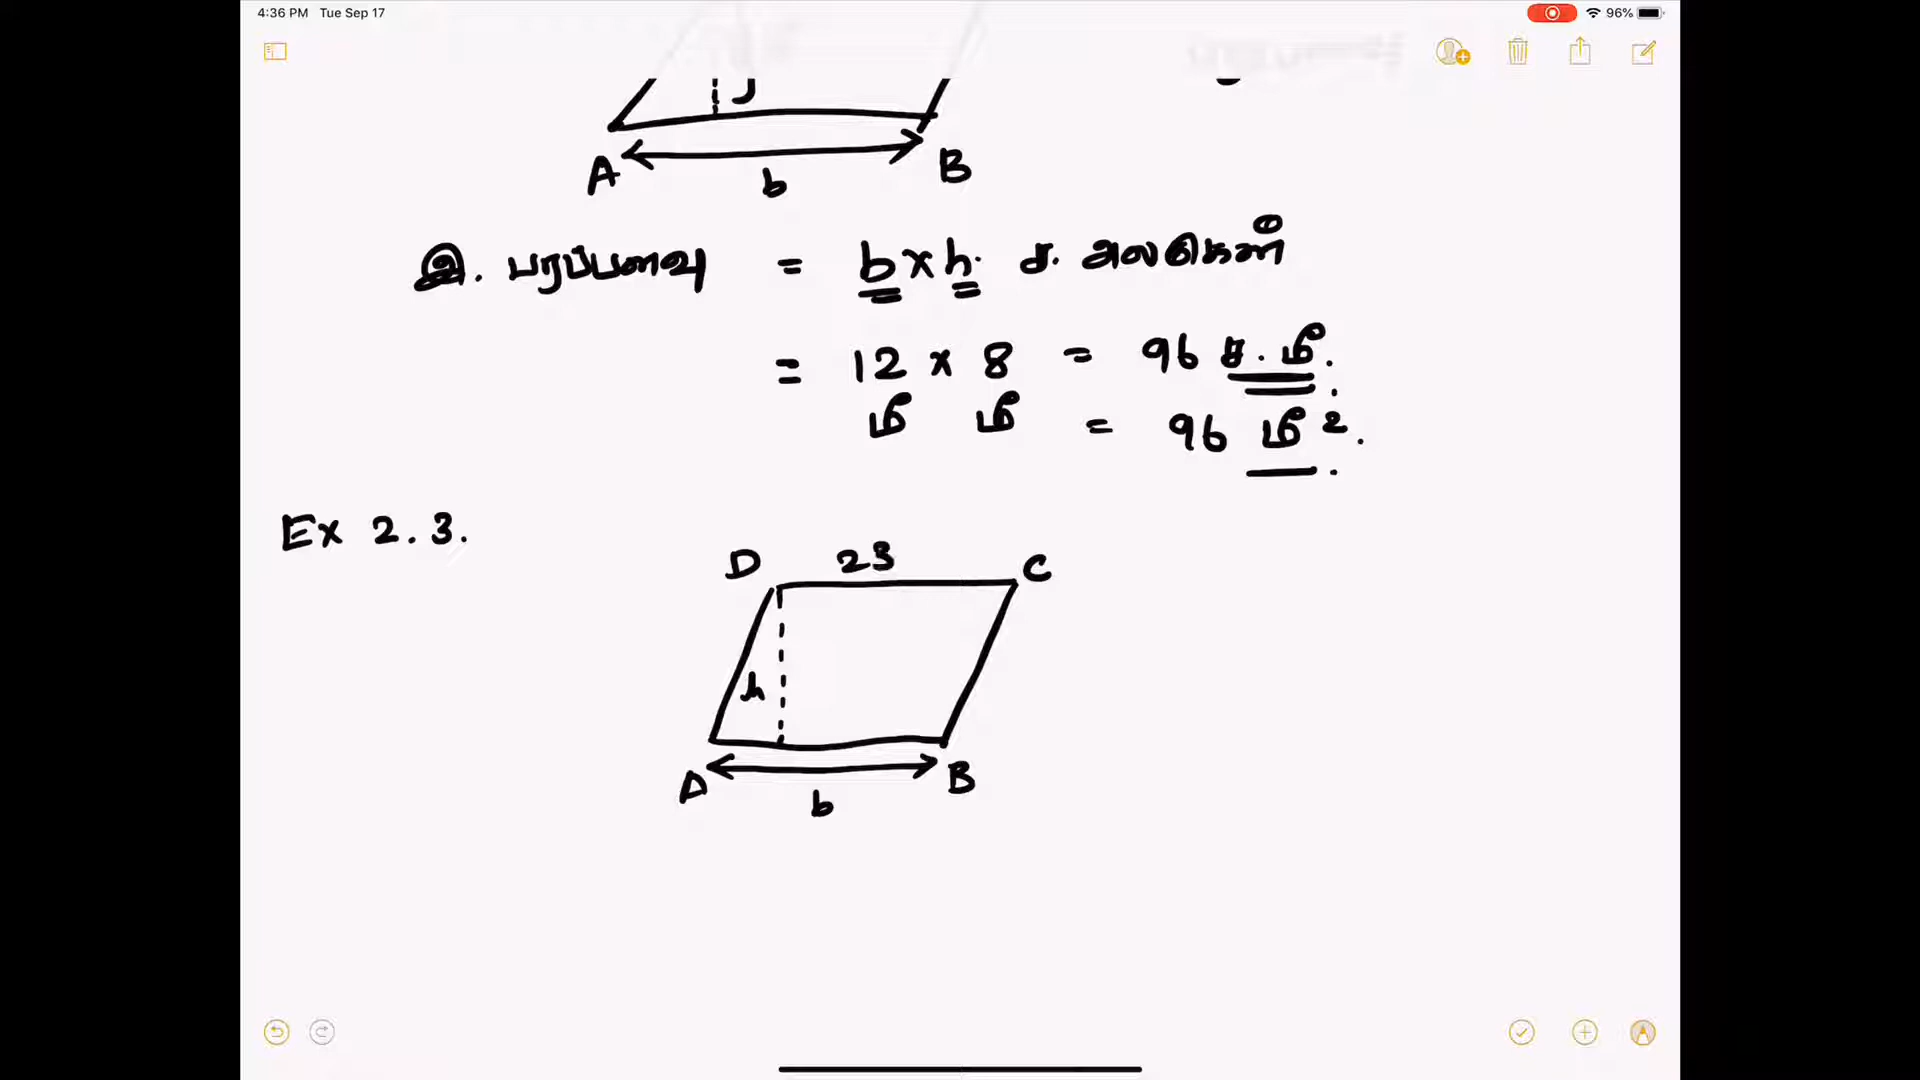 4:36 PM Tue Sep 17
96%
A
b
B
இ. பரப்பளவு = b x h. ச. அலகுகள்
= 12 x 8 = 96 ச. மீ.
மீ மீ = 96 மீ 2.
Ex 2. 3.
D 23 C
h
A B
b